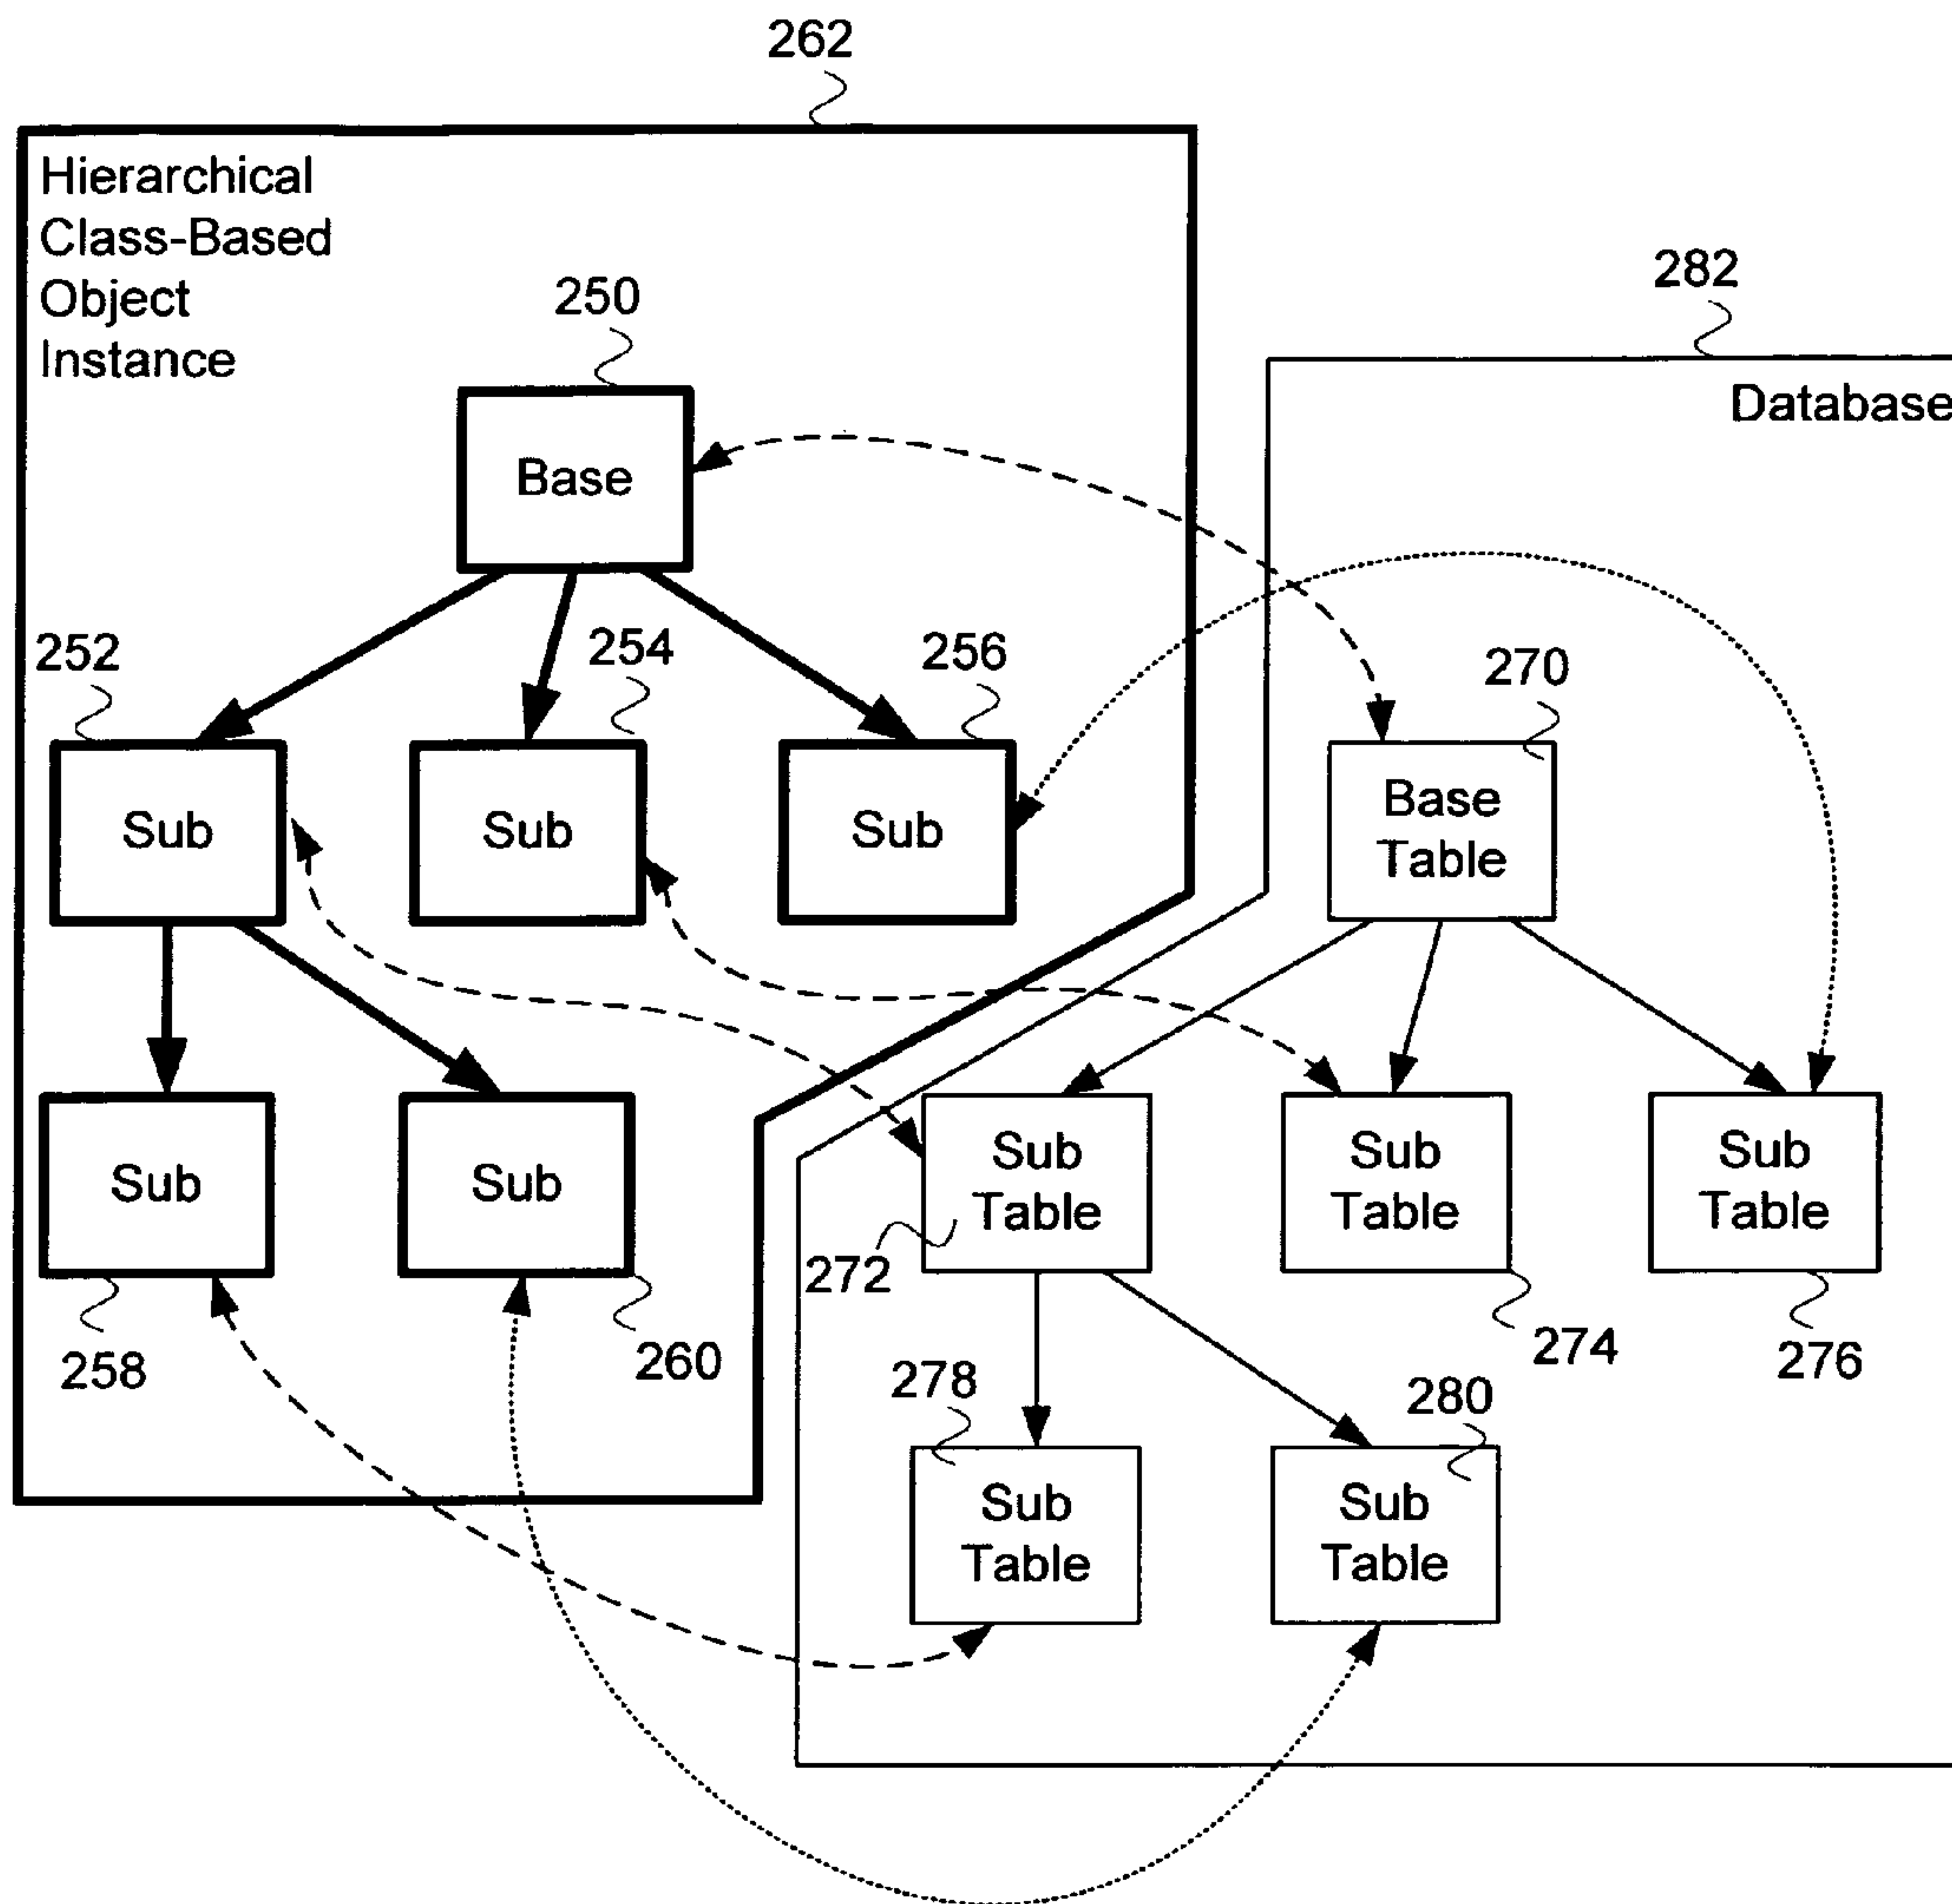 262
Hierarchical
Class-Based
Object
Instance
282
Database
250
Base
252
254
256
270
Sub
Sub
Sub
Base
Table
Sub
Sub
Sub
Table
Sub
Table
Sub
Table
272
258
260
274
276
278
280
Sub
Table
Sub
Table